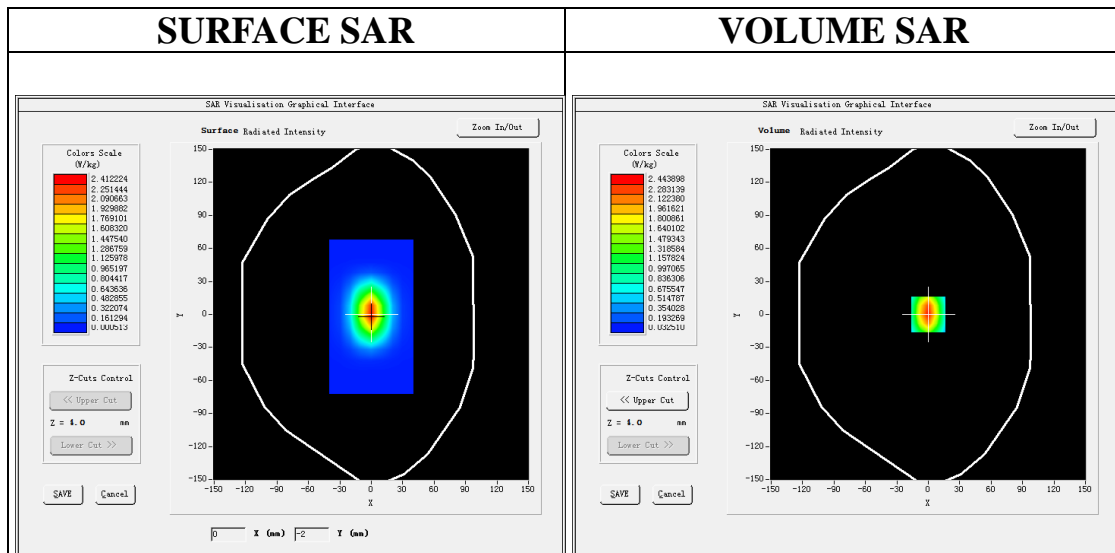 SURFACE SAR
VOLUME SAR
SAR Visualisation Graphical Interface
Surface Radiated Intensity
Zoom In/Out
Colors Scale
(W/kg)
2.412224
2.251444
2.090663
1.929882
1.769101
1.608320
1.447540
1.286759
1.125978
0.965197
0.804417
0.643636
0.482855
0.322074
0.161294
0.000513
150
120
90
60
30
0
-30
-60
-90
-120
-150
Y
-150 -120 -90 -60 -30 0 30 60 90 120 150
X
Z-Cuts Control
<< Upper Cut
Z = 4.0 mm
Lower Cut >>
SAVE Cancel
0 X (mm) -2 Y (mm)
SAR Visualisation Graphical Interface
Volume Radiated Intensity
Zoom In/Out
Colors Scale
(W/kg)
2.443898
2.283139
2.122380
1.961621
1.800861
1.640102
1.479343
1.318584
1.157824
0.997065
0.836306
0.675547
0.514787
0.354028
0.193269
0.032510
150
120
90
60
30
0
-30
-60
-90
-120
-150
Y
-150 -120 -90 -60 -30 0 30 60 90 120 150
X
Z-Cuts Control
<< Upper Cut
Z = 4.0 mm
Lower Cut >>
SAVE Cancel